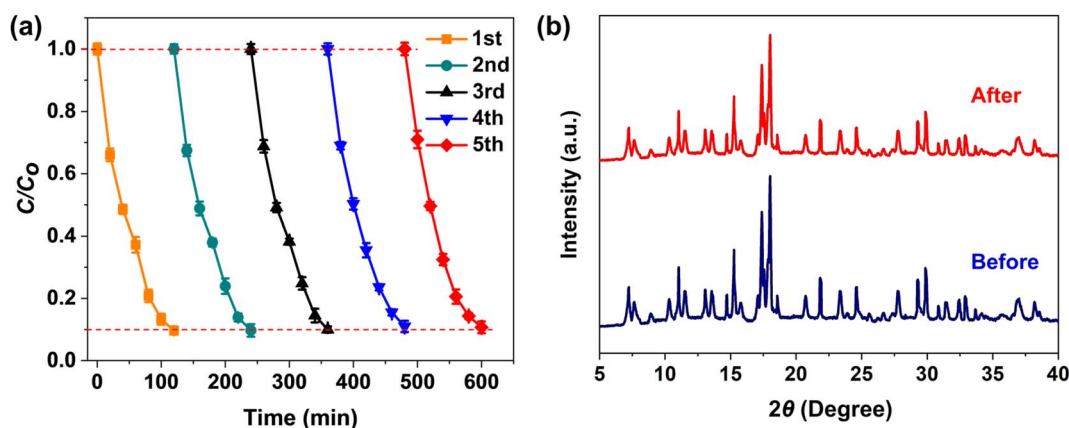 (a)
1.0
0.8
0.6
0.4
0.2
0.0
C/Co
0 100 200 300 400 500 600
Time (min)
1st
2nd
3rd
4th
5th
(b)
Intensity (a.u.)
After
Before
5 10 15 20 25 30 35 40
2θ (Degree)